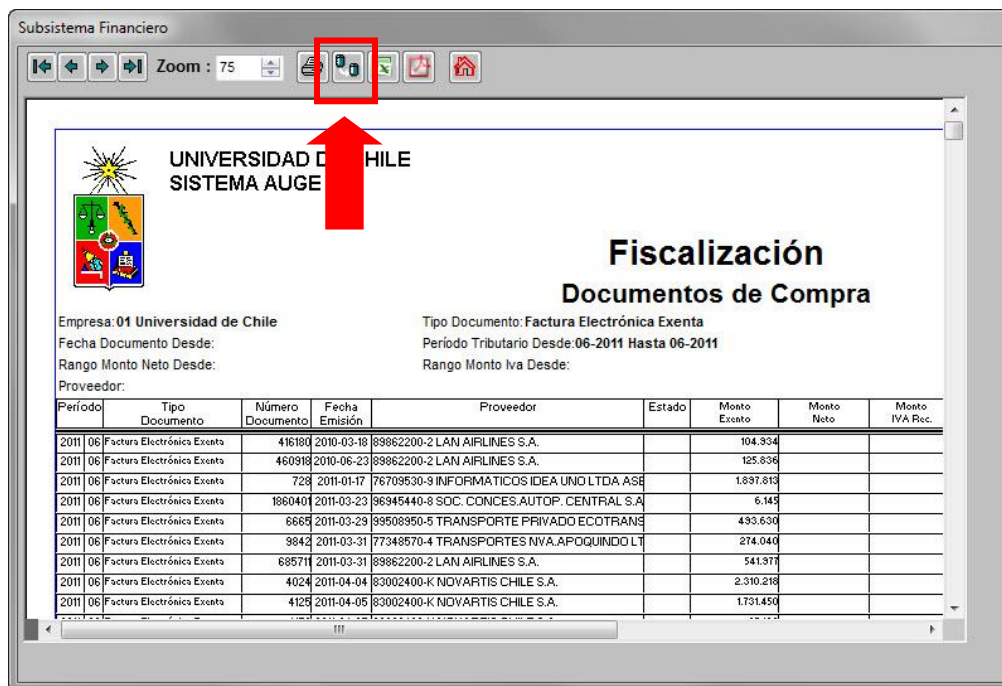 Subsistema Financiero
Zoom : 75
UNIVERSIDAD D HILE
SISTEMA AUGE
Fiscalización
Documentos de Compra
Empresa:01 Universidad de Chile Tipo Documento:Factura Electrónica Exenta
Fecha Documento Desde: Período Tributario Desde:06-2011 Hasta 06-2011
Rango Monto Neto Desde: Rango Monto Iva Desde:
Proveedor:
Período Tipo Documento Número Documento Fecha Emisión Proveedor Estado Monto Exento Monto Neto Monto IVA Rec.
2011 06 Factura Electrónica Exenta 416180 2010-03-18 89862200-2 LAN AIRLINES S.A. 104.934
2011 06 Factura Electrónica Exenta 460918 2010-06-23 89862200-2 LAN AIRLINES S.A. 125.836
2011 06 Factura Electrónica Exenta 728 2011-01-17 76709530-9 INFORMATICOS IDEA UNO LTDA ASE 1.897.813
2011 06 Factura Electrónica Exenta 1860401 2011-03-23 96945440-8 SOC. CONCES.AUTOP. CENTRAL S.A 6.145
2011 06 Factura Electrónica Exenta 6665 2011-03-29 99508950-5 TRANSPORTE PRIVADO ECOTRANS 493.630
2011 06 Factura Electrónica Exenta 9842 2011-03-31 77348570-4 TRANSPORTES NVA.APOQUINDO LT 274.040
2011 06 Factura Electrónica Exenta 685711 2011-03-31 89862200-2 LAN AIRLINES S.A. 541.977
2011 06 Factura Electrónica Exenta 4024 2011-04-04 83002400-K NOVARTIS CHILE S.A. 2.310.218
2011 06 Factura Electrónica Exenta 4125 2011-04-05 83002400-K NOVARTIS CHILE S.A. 1.731.450